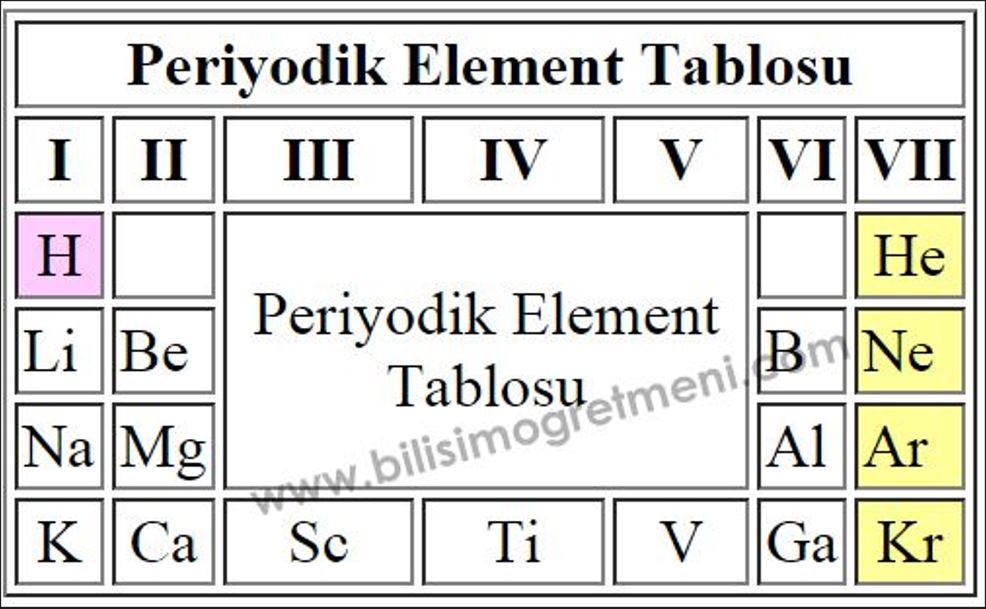 Periyodik Element Tablosu
I II III IV V VI VII
H He
Periyodik Element
Tablosu
Li Be B Ne
Na Mg Al Ar
K Ca Sc Ti V Ga Kr
www.bilisimogretmeni.com